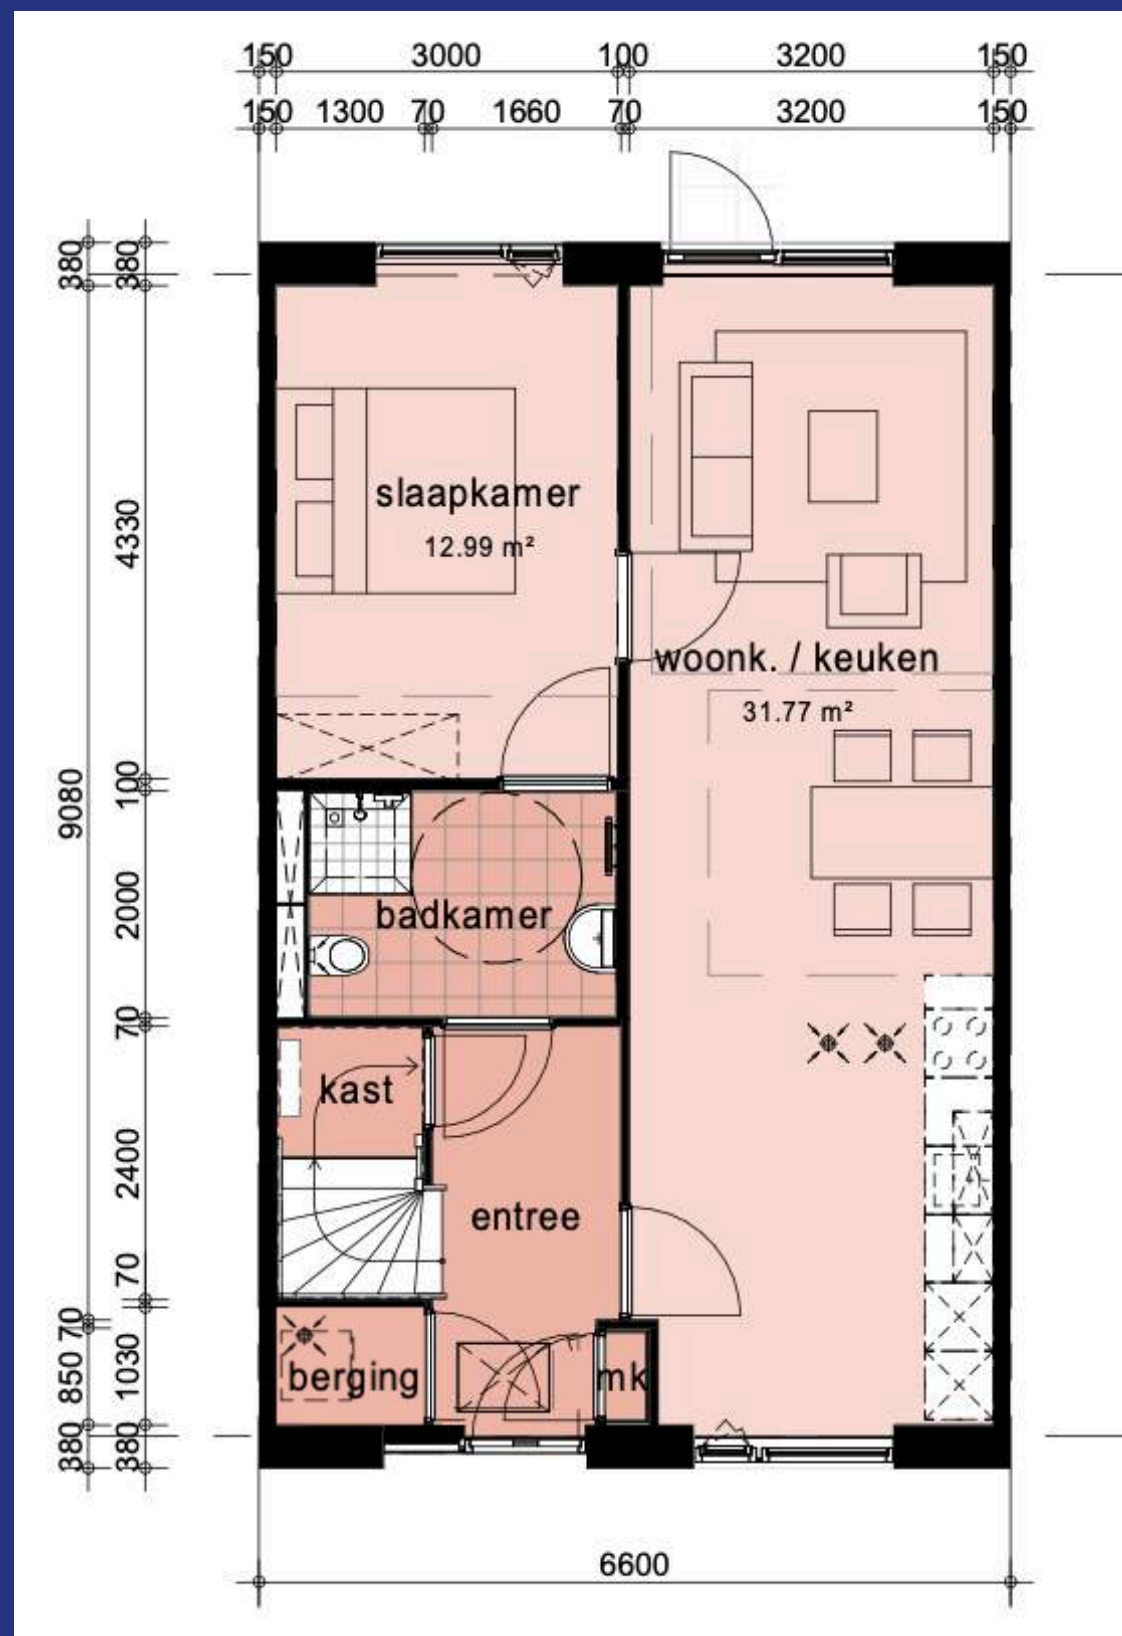 150 3000 100 3200 150
150 1300 70 1660 70 3200 150
380 380
4330
slaapkamer
12.99 m²
woonk. / keuken
31.77 m²
9080
100
2000
badkamer
70
kast
2400
entree
70
70
850 1030
berging
mk
380 380
6600